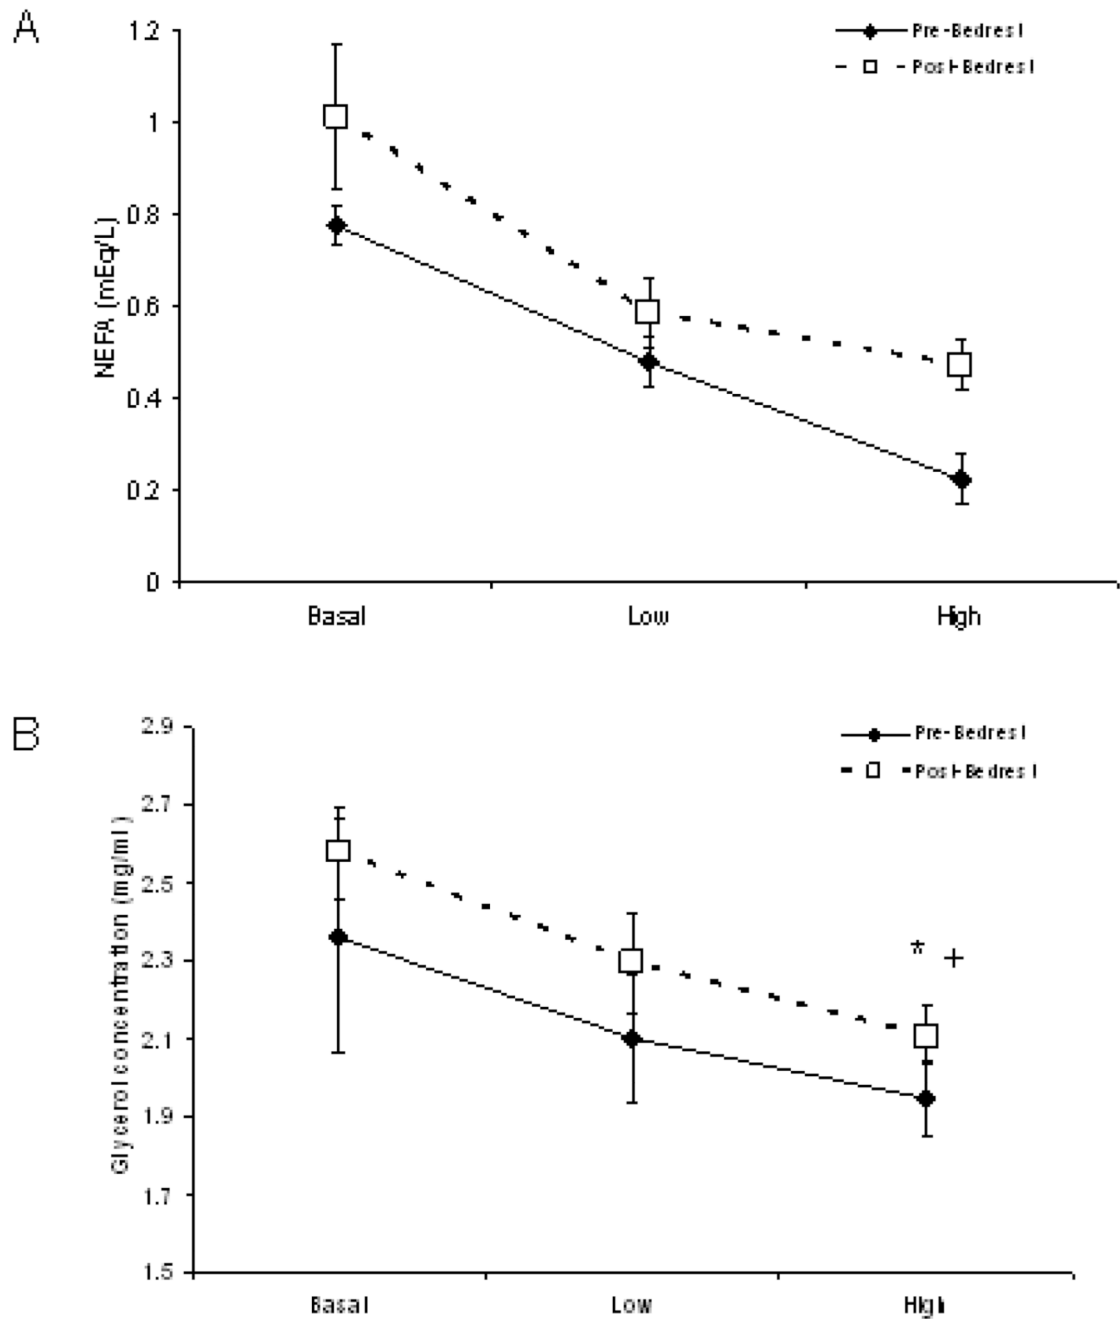 A
1.2
Pre-Bedrest
Post-Bedrest
1
0.8
NEFA (mEq/L)
0.6
0.4
0.2
0
Basal Low High
B
2.9
Pre-Bedrest
Post-Bedrest
2.7
2.5
Glycerol concentration (mg/ml)
2.3
* +
2.1
1.9
1.7
1.5
Basal Low High